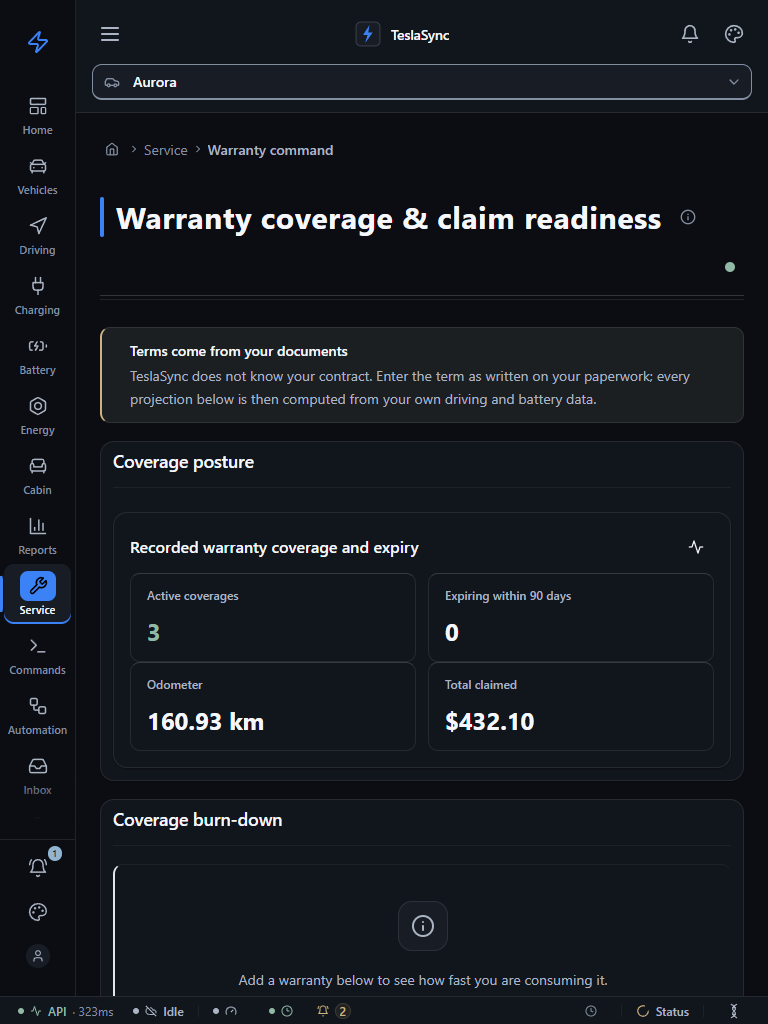 TeslaSync
Aurora
Home
Vehicles
Driving
Charging
Battery
Energy
Cabin
Reports
Service
Commands
Automation
Inbox
1
Service > Warranty command
Warranty coverage & claim readiness
Terms come from your documents
TeslaSync does not know your contract. Enter the term as written on your paperwork; every
projection below is then computed from your own driving and battery data.
Coverage posture
Recorded warranty coverage and expiry
Active coverages
3
Expiring within 90 days
0
Odometer
160.93 km
Total claimed
$432.10
Coverage burn-down
Add a warranty below to see how fast you are consuming it.
API · 323ms
Idle
2
Status